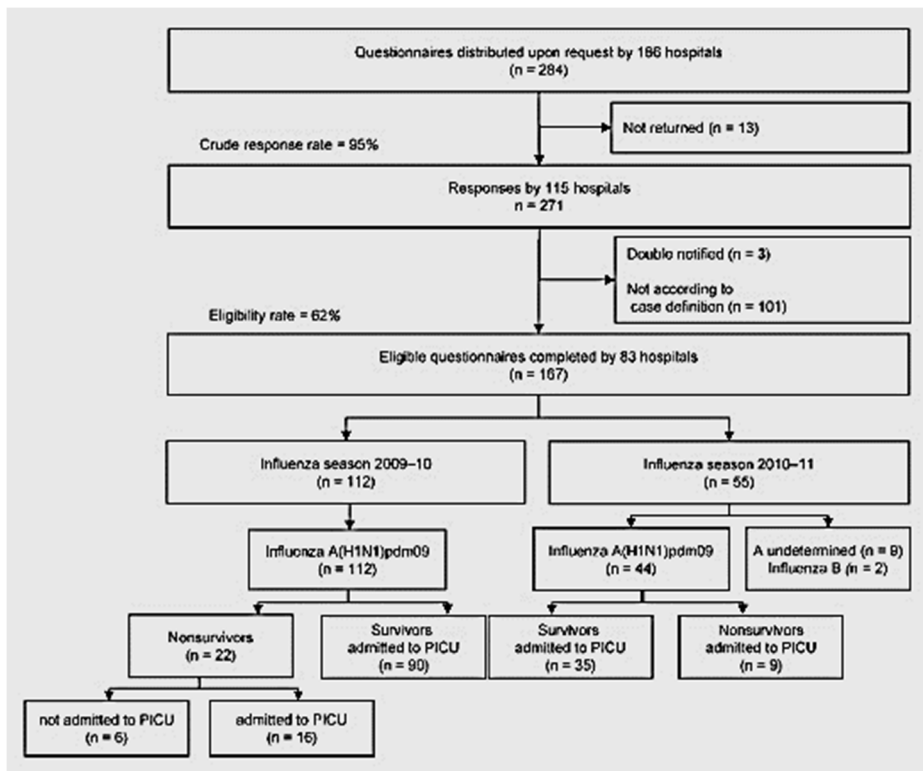 Questionnaires distributed upon request by 166 hospitals
(n = 284)
Not returned (n = 13)
Crude response rate = 95%
Responses by 115 hospitals
n = 271
Double notified (n = 3)
Not according to
case definition (n = 101)
Eligibility rate = 62%
Eligible questionnaires completed by 83 hospitals
(n = 167)
Influenza season 2009–10
(n = 112)
Influenza season 2010–11
(n = 55)
Influenza A(H1N1)pdm09
(n = 112)
Influenza A(H1N1)pdm09
(n = 44)
A undetermined (n = 9)
Influenza B (n = 2)
Nonsurvivors
(n = 22)
Survivors
admitted to PICU
(n = 90)
Survivors
admitted to PICU
(n = 35)
Nonsurvivors
admitted to PICU
(n = 9)
not admitted to PICU
(n = 6)
admitted to PICU
(n = 16)